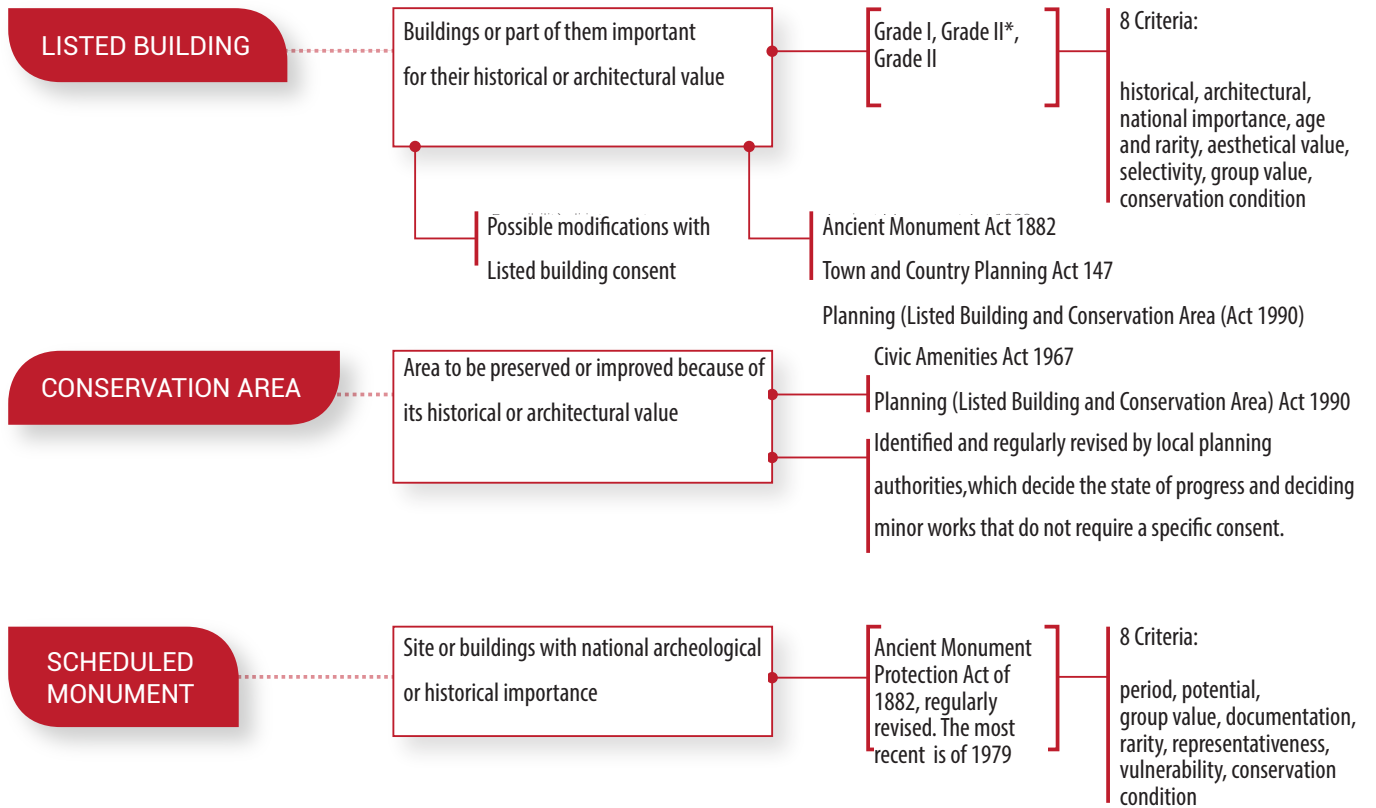 LISTED BUILDING
Buildings or part of them important
for their historical or architectural value
Grade I, Grade II*,
Grade II
8 Criteria:
historical, architectural,
national importance, age
and rarity, aesthetical value,
selectivity, group value,
conservation condition
Possible modifications with
Listed building consent
Ancient Monument Act 1882
Town and Country Planning Act 147
Planning (Listed Building and Conservation Area (Act 1990)
CONSERVATION AREA
Area to be preserved or improved because of
its historical or architectural value
Civic Amenities Act 1967
Planning (Listed Building and Conservation Area) Act 1990
Identified and regularly revised by local planning
authorities,which decide the state of progress and deciding
minor works that do not require a specific consent.
SCHEDULED
MONUMENT
Site or buildings with national archeological
or historical importance
Ancient Monument
Protection Act of
1882, regularly
revised. The most
recent is of 1979
8 Criteria:
period, potential,
group value, documentation,
rarity, representativeness,
vulnerability, conservation
condition